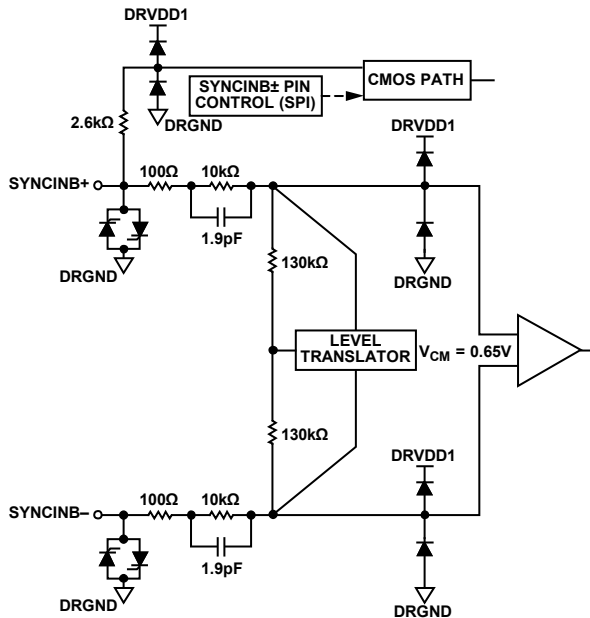 DRVDD1
CMOS PATH
SYNCINB± PIN
CONTROL (SPI)
2.6kΩ
DRGND
DRVDD1
100Ω
10kΩ
SYNCINB+
1.9pF
DRGND
130kΩ
DRGND
LEVEL
TRANSLATOR
VCM = 0.65V
130kΩ
DRVDD1
100Ω
10kΩ
SYNCINB–
1.9pF
DRGND
DRGND